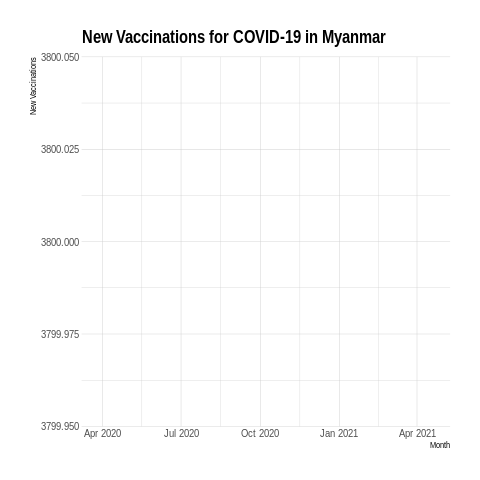 New Vaccinations for COVID-19 in Myanmar
New Vaccinations
3800.050
3800.025
3800.000
3799.975
3799.950
Apr 2020 Jul 2020 Oct 2020 Jan 2021 Apr 2021
Month